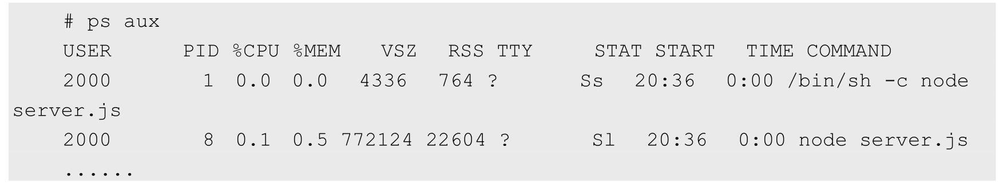 # ps aux
USER       PID %CPU %MEM    VSZ   RSS TTY      STAT START   TIME COMMAND
2000         1  0.0  0.0   4336   764 ?        Ss   20:36   0:00 /bin/sh -c node
server.js
2000         8  0.1  0.5 772124 22604 ?        Sl   20:36   0:00 node server.js
......